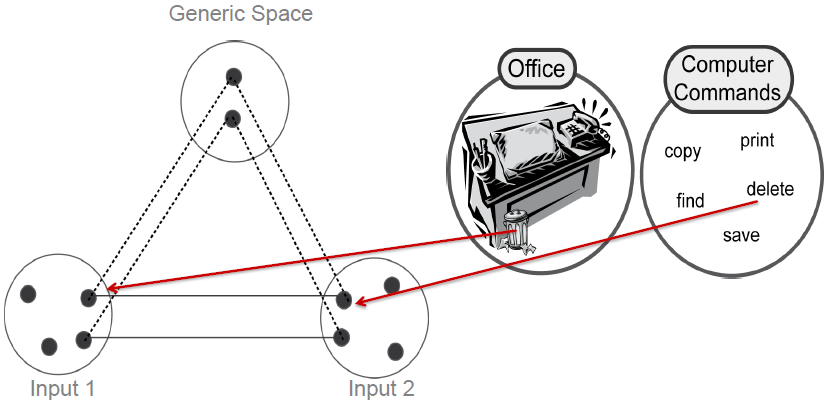 Generic Space
Office
Computer
Commands
copy
print
find
delete
save
Input 1
Input 2